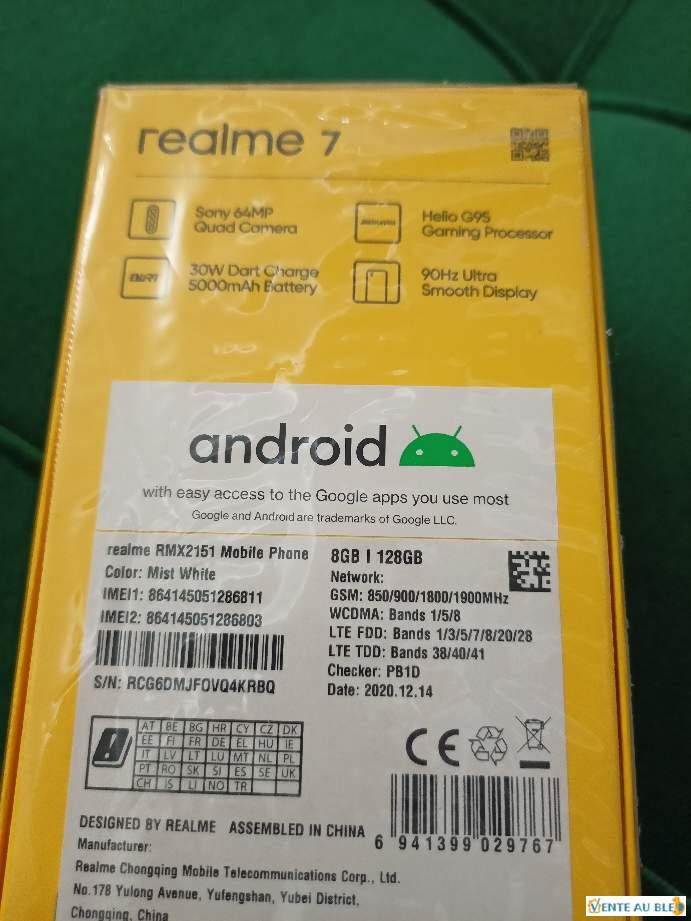 realme 7
Sony 64MP
Quad Camera
Helio G95
Gaming Processor
DART
30W Dart Charge
5000mAh Battery
90Hz Ultra
Smooth Display
android
with easy access to the Google apps you use most
Google and Android are trademarks of Google LLC.
realme RMX2151 Mobile Phone
Color: Mist White
IMEI1: 864145051286811
IMEI2: 864145051286803
S/N: RCG6DMJFOVQ4KRBQ
8GB | 128GB
Network:
GSM: 850/900/1800/1900MHz
WCDMA: Bands 1/5/8
LTE FDD: Bands 1/3/5/7/8/20/28
LTE TDD: Bands 38/40/41
Checker: PB1D
Date: 2020.12.14
AT BE BG HR CY CZ DK
EE FI FR DE EL HU IE
IT LV LT LU MT NL PL
PT RO SK SI ES SE UK
CH IS LI NO TR
CE
DESIGNED BY REALME ASSEMBLED IN CHINA
6 941399 029767
Manufacturer:
Realme Chongqing Mobile Telecommunications Corp., Ltd.
No.178 Yulong Avenue, Yufengshan, Yubei District,
Chongqing, China
VENTE AU BLED